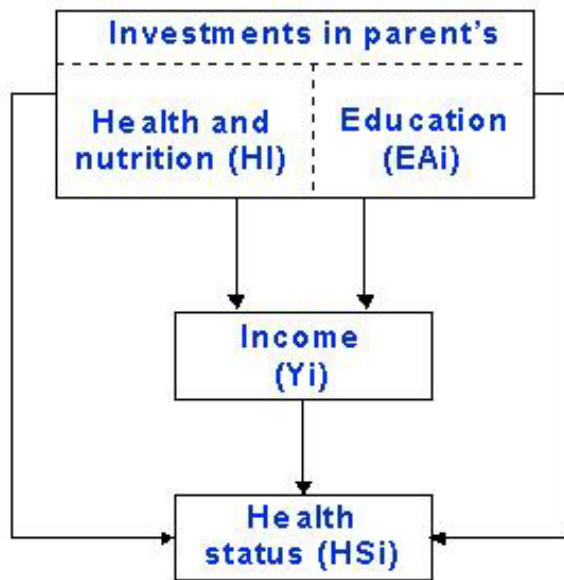 Investments in parent's
Health and
nutrition (HI)
Education
(EAi)
Income
(Yi)
Health
status (HSi)